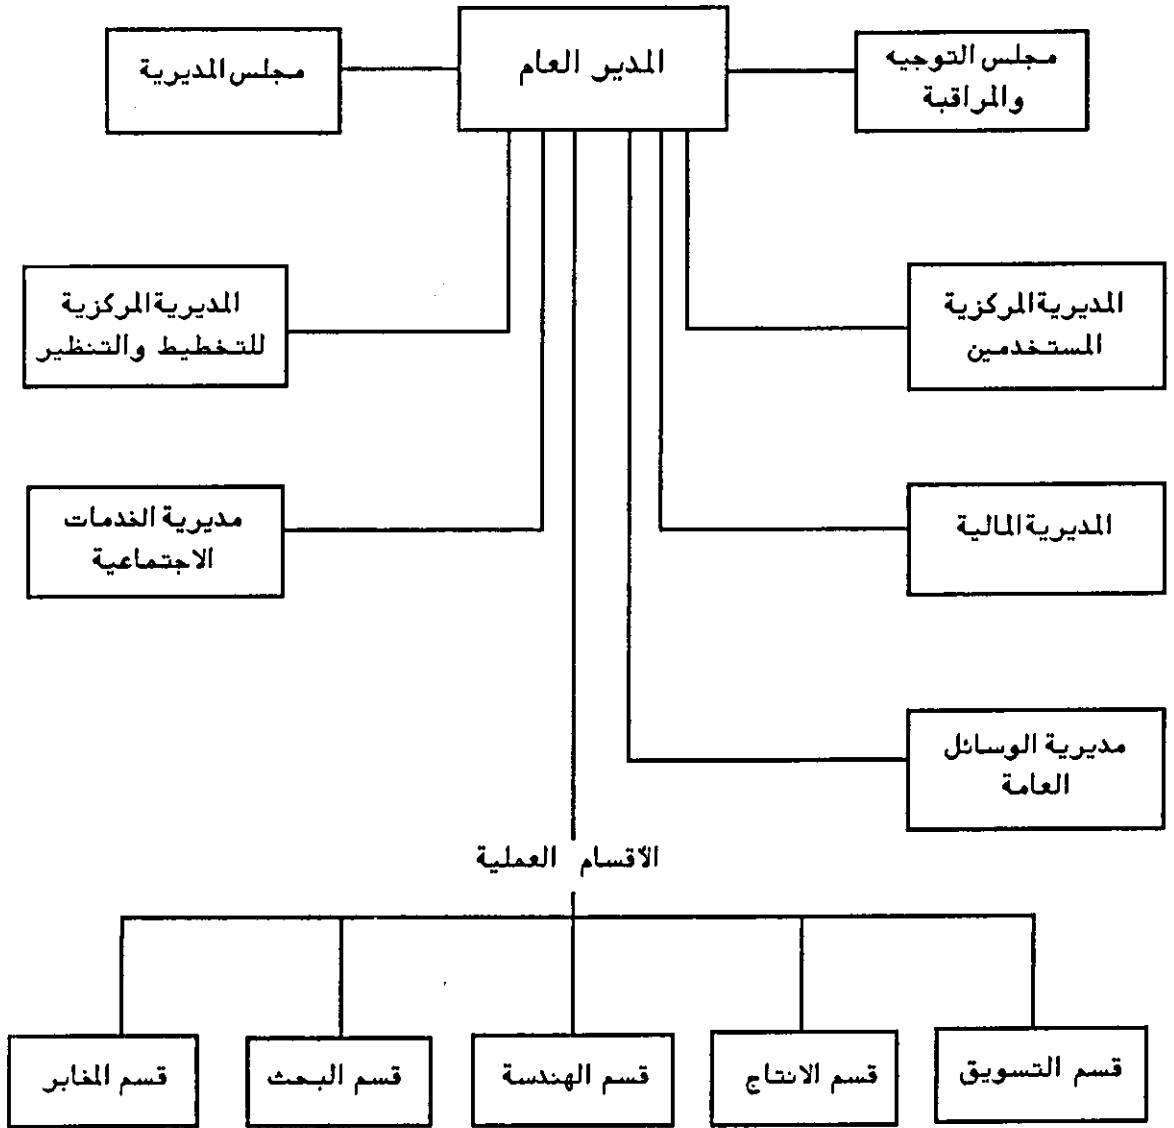 مجلس التوجيه
والمراقبة
المدير العام
مجلس المديرية
المديرية المركزية
المستخدمين
المديرية المركزية
للتخطيط والتنظير
المديرية المالية
مديرية الخدمات
الاجتماعية
مديرية الوسائل
العامة
الأقسام العملية
قسم التسويق
قسم الانتاج
قسم الهندسة
قسم البحث
قسم المخابر